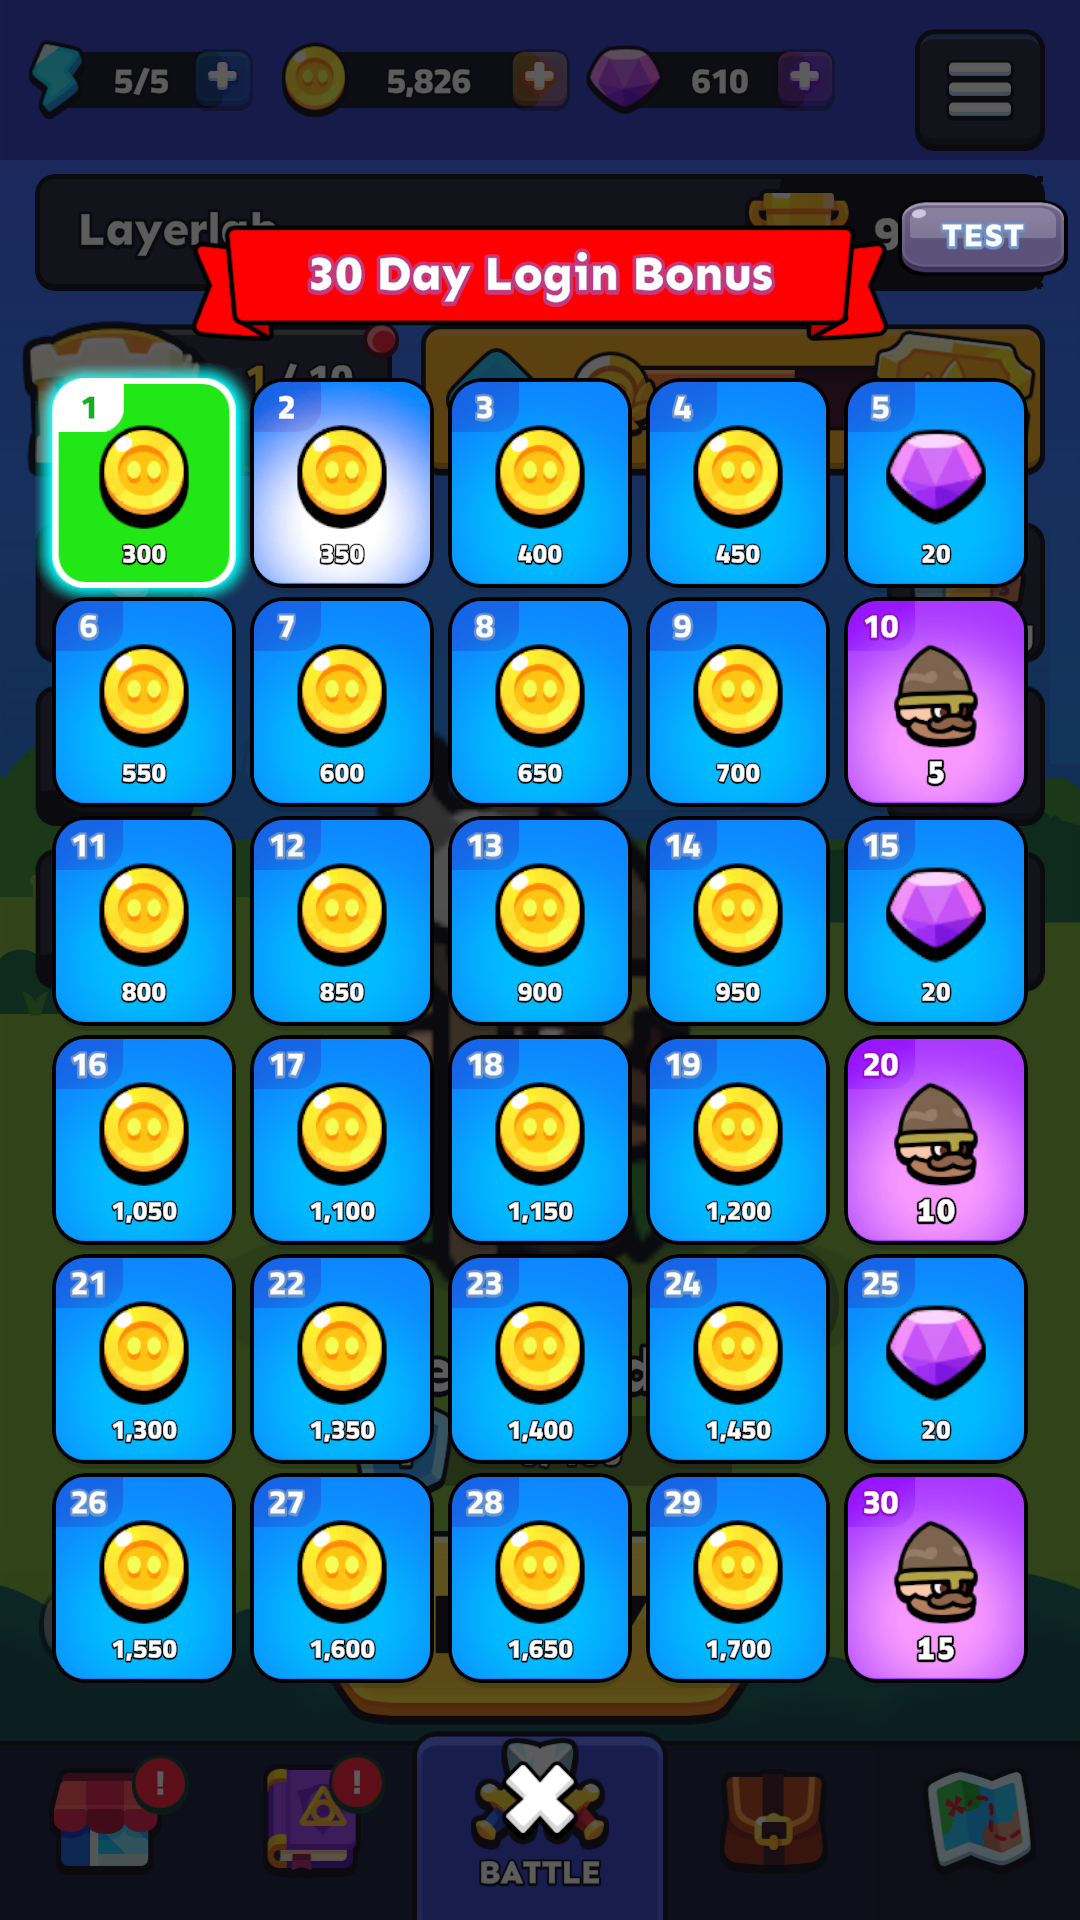 5/5
5,826
610
Layerlab
9
TEST
30 Day Login Bonus
1 / 10
1 2 3 4 5
300 350 400 450 20
6 7 8 9 10
550 600 650 700 5
11 12 13 14 15
800 850 900 950 20
16 17 18 19 20
1,050 1,100 1,150 1,200 10
21 22 23 24 25
1,300 1,350 1,400 1,450 20
26 27 28 29 30
1,550 1,600 1,650 1,700 15
! !
BATTLE